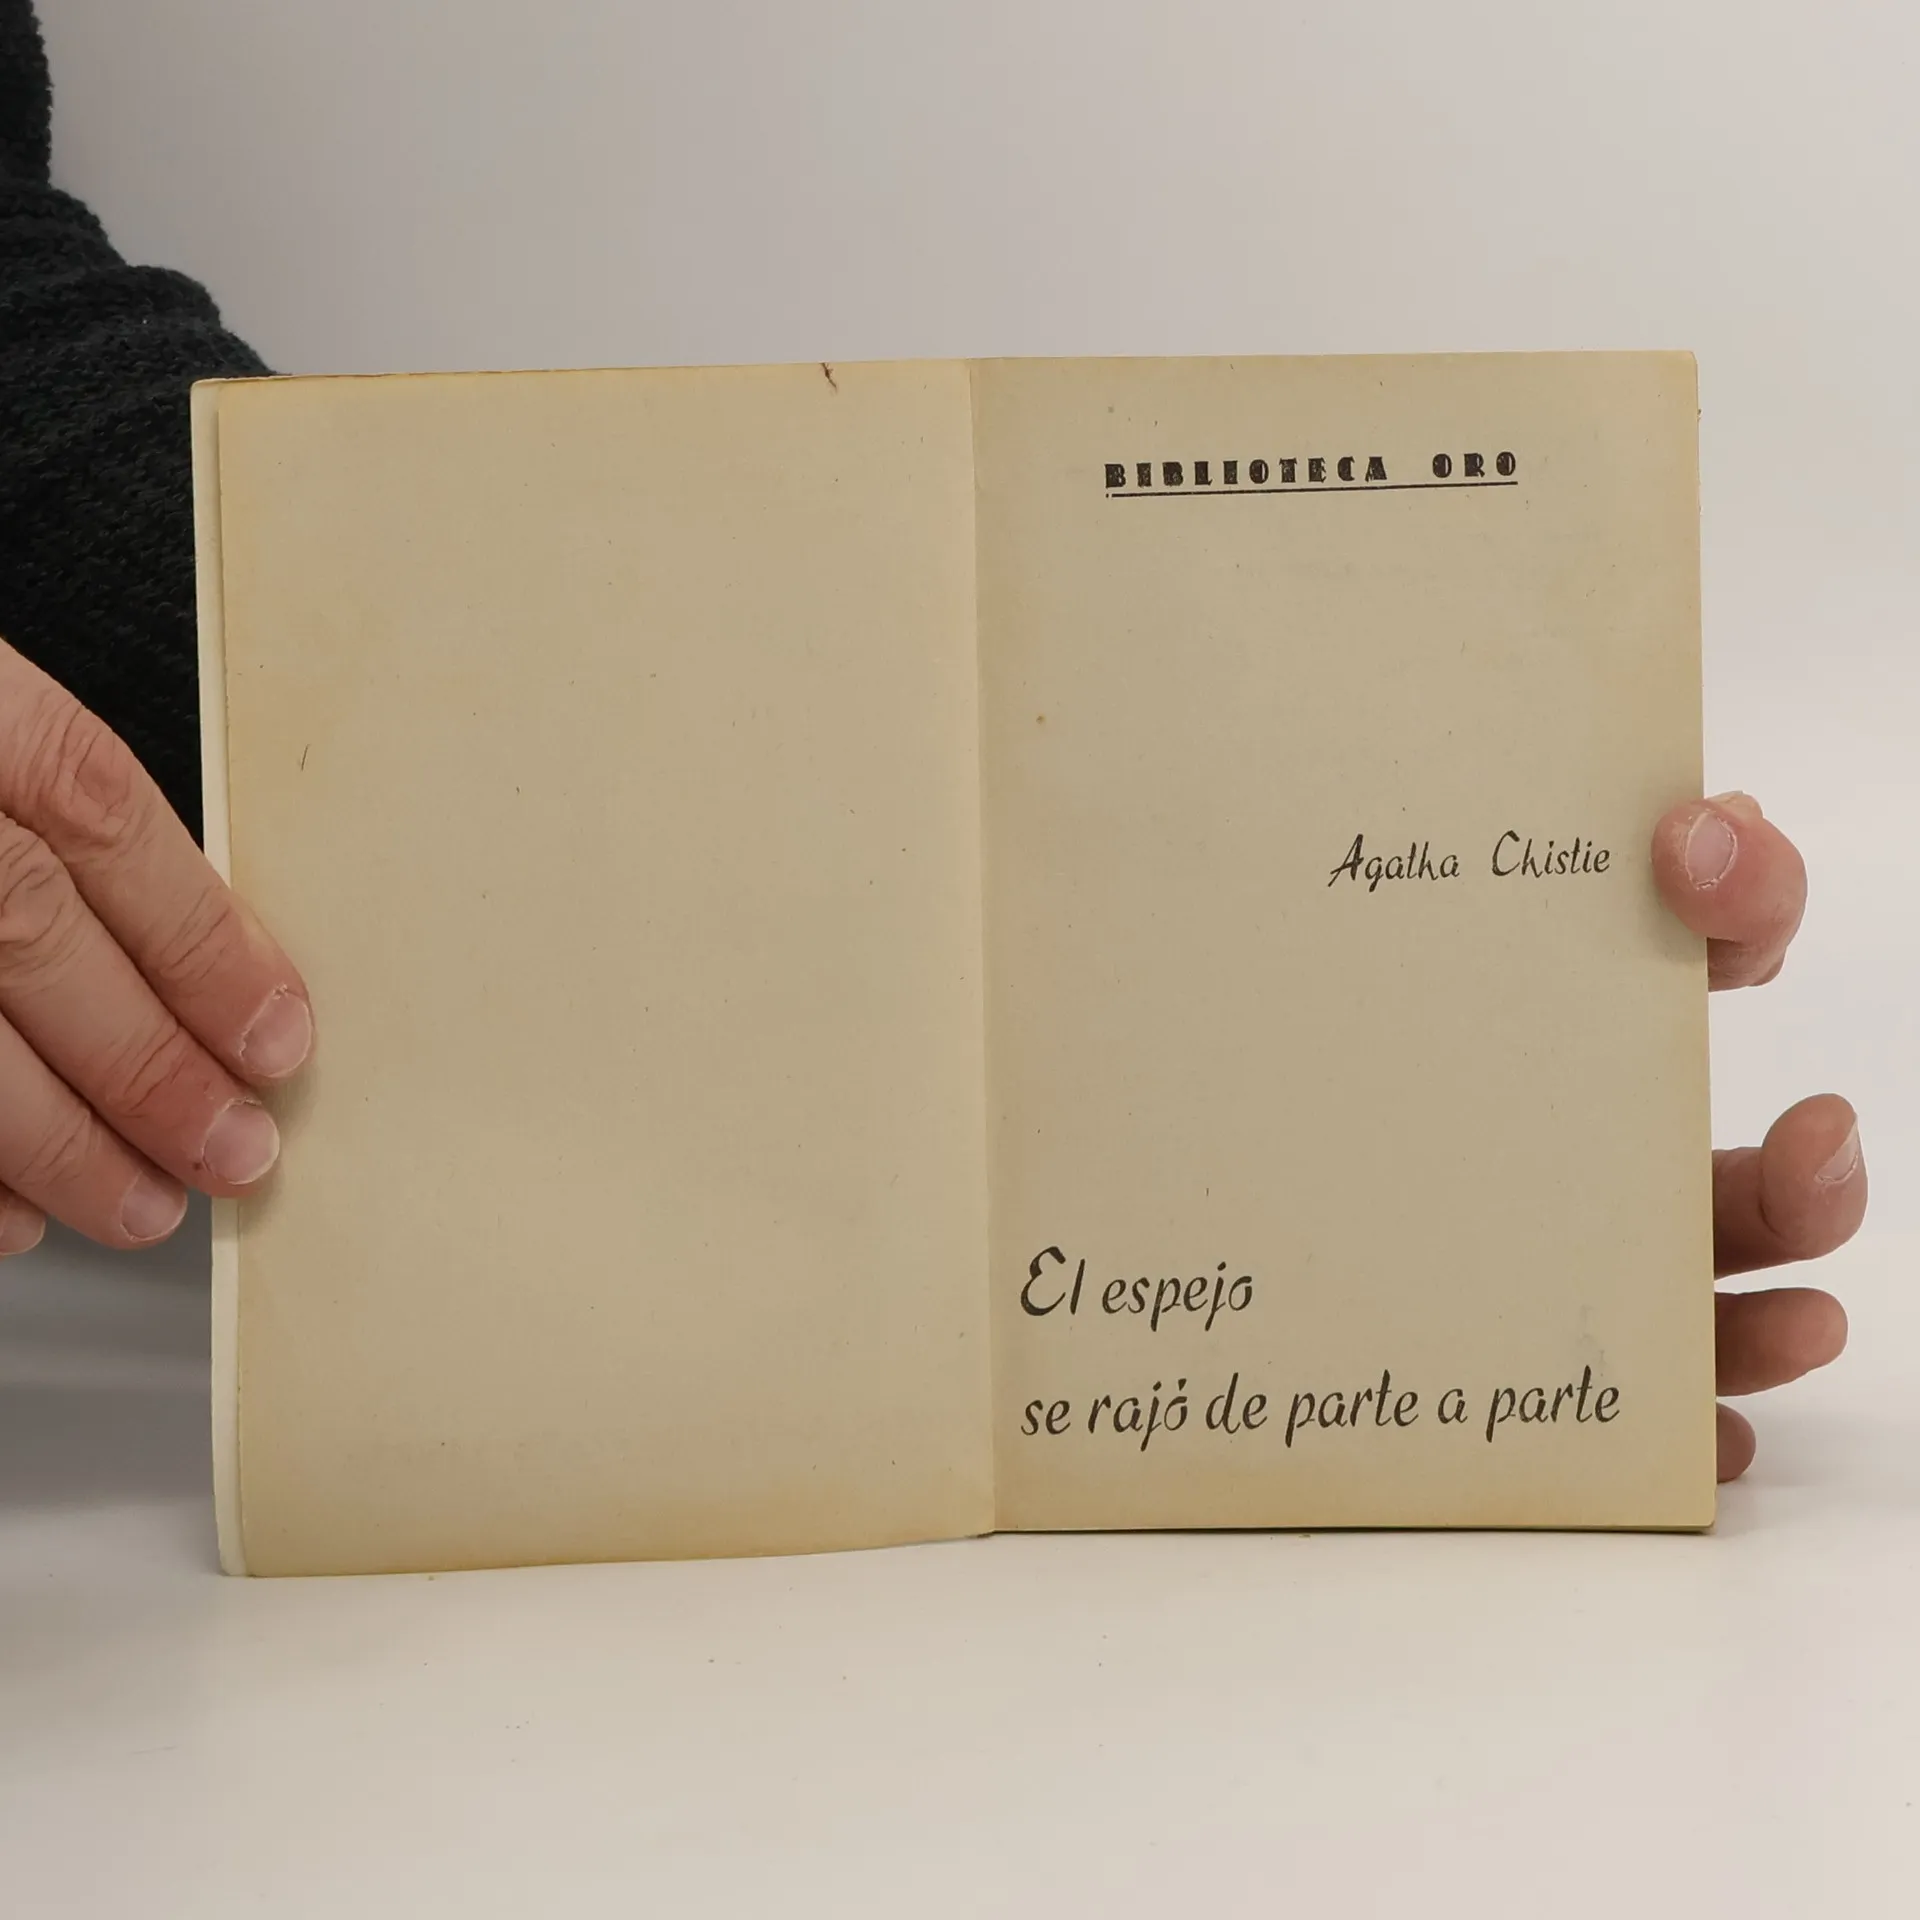 BIBLIOTECA ORO
Agatha Chistie
El espejo
se rajó de parte a parte